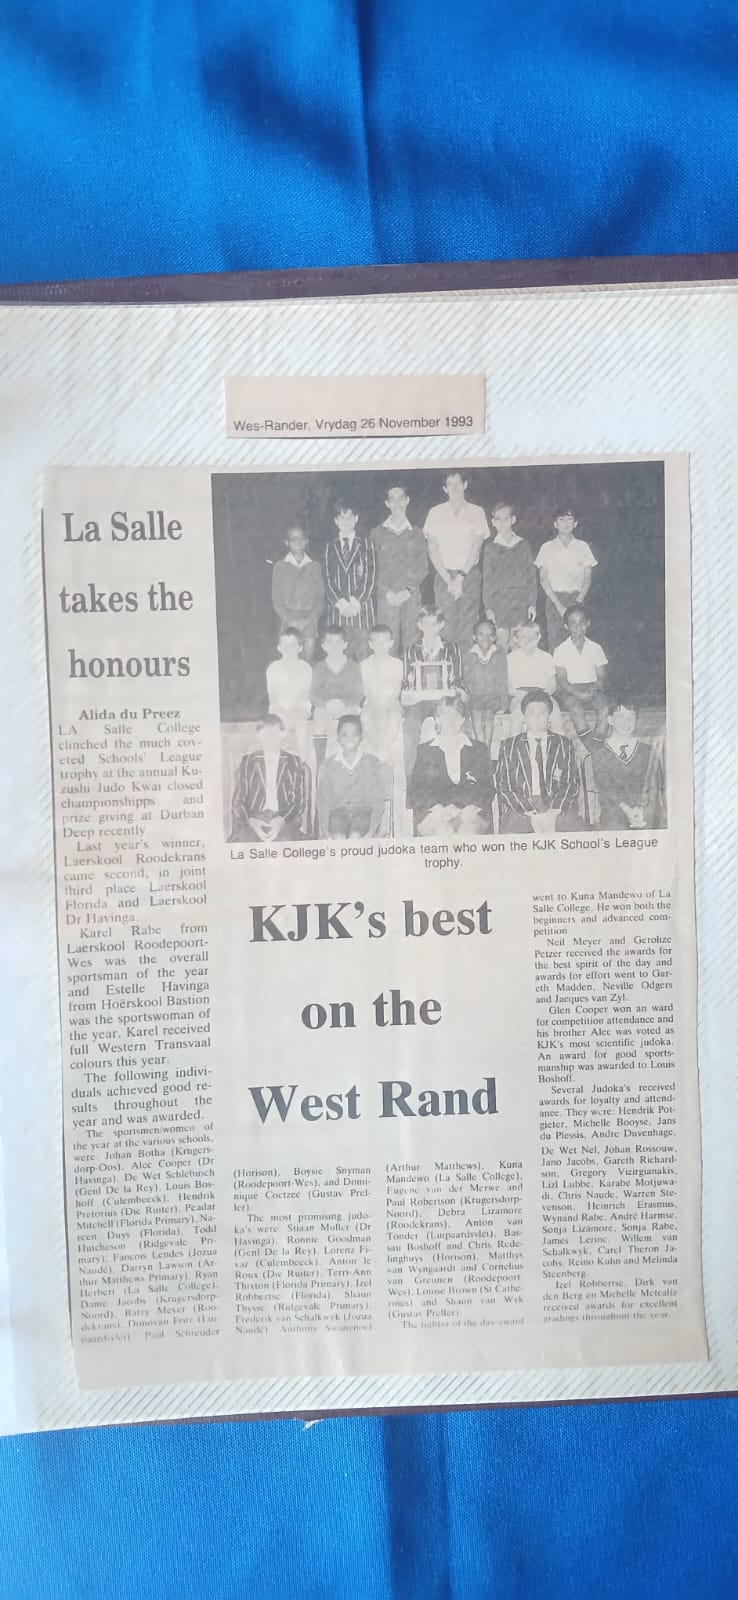 Wes-Rander, Vrydag 26 November 1993
La Salle
takes the
honours
Alida du Preez
LA Salle College
clinched the much cov-
eted Schools' League
trophy at the annual Ku-
zushi Judo Kwai closed
championshipps and
prize giving at Durban
Deep recently.
Last year's winner,
Laerskool Roodekrans
came second, in joint
third place Laerskool
Florida and Laerskool
Dr Havinga.
Karel Rabe from
Laerskool Roodepoort-
Wes was the overall
sportsman of the year
and Estelle Havinga
from Hoërskool Bastion
was the sportswoman of
the year. Karel received
full Western Transvaal
colours this year.
The following indivi-
duals achieved good re-
sults throughout the
year and was awarded.
The sportsmen/women of
the year at the various schools,
were: Johan Botha (Krugers-
dorp-Oos), Alec Cooper (Dr
Havinga), De Wet Schlebusch
(Genl De la Rey), Louis Bos-
hoff (Culembeeck), Hendrik
Pretorius (Die Ruiter), Peadar
Mitchell (Florida Primary), Na-
reen Duys (Florida), Todd
Hutcheson (Ridgevale Pri-
mary), Fancois Lendes (Jozua
Naudé), Darryn Lawson (Ar-
thur Matthews Primary), Ryan
Herbert (La Salle College),
Danie Jacobs (Krugersdorp-
Noord), Barry Meyer (Roo-
dekrans), Donovan Fritz (Lui-
paardsvlei) Paul Schreuder
La Salle College's proud judoka team who won the KJK School's League
trophy.
KJK's best
on the
West Rand
(Horison), Boysie Snyman
(Roodepoort-Wes), and Domi-
nique Coetzee (Gustav Prel-
ler).
The most promising judo-
ka's were: Stiaan Muller (Dr
Havinga), Ronnie Goodman
(Genl De la Rey), Lorenz Fi-
vaz (Culembeeck), Anton le
Roux (Die Ruiter), Terri-Ann
Thixton (Florida Primary), Izel
Robbertse (Florida), Shaun
Thysse (Ridgevale Primary),
Frederik van Schalkwyk (Jozua
Naudé) Anthony Swanepoel
(Arthur Matthews), Kuna
Mandewo (La Salle College),
Eugene van der Merwe and
Paul Robertson (Krugersdorp-
Noord), Debra Lizamore
(Roodekrans), Anton van
Tonder (Luipaardsvlei), Bas-
sau Boshoff and Chris Rede-
linghuys (Horison), Matthys
van Wyngaardt and Cornelius
van Greunen (Roodepoort-
Wes), Louise Brown (St Cathe-
rines) and Shaun van Wyk
(Gustav Preller).
The fighter of the day award
went to Kuna Mandewo of La
Salle College. He won both the
beginners and advanced com-
petition.
Neil Meyer and Gerolize
Petzer received the awards for
the best spirit of the day and
awards for effort went to Gar-
eth Madden, Neville Odgers
and Jacques van Zyl.
Glen Cooper won an ward
for competition attendance and
his brother Alec was voted as
KJK's most scientific judoka.
An award for good sports-
manship was awarded to Louis
Boshoff.
Several Judoka's received
awards for loyalty and attend-
ance. They were: Hendrik Pot-
gieter, Michelle Booyse, Jans
du Plessis, Andre Duvenhage,
De Wet Nel, Johan Rossouw,
Jano Jacobs, Gareth Richard-
son, Gregory Vizirgianakis,
Lizl Lubbe, Karabe Motjuwa-
di, Chris Naude, Warren Ste-
venson, Heinrich Erasmus,
Wynand Rabe, André Harmse,
Sonja Lizamore, Sonja Rabe,
James Lerinc, Willem van
Schalkwyk, Carel Theron Ja-
cobs, Reino Kuhn and Melinda
Steenberg.
Izel Robbertse, Dirk van
den Berg en Michelle Metcalfe
received awards for excellent
gradings throughout the year.